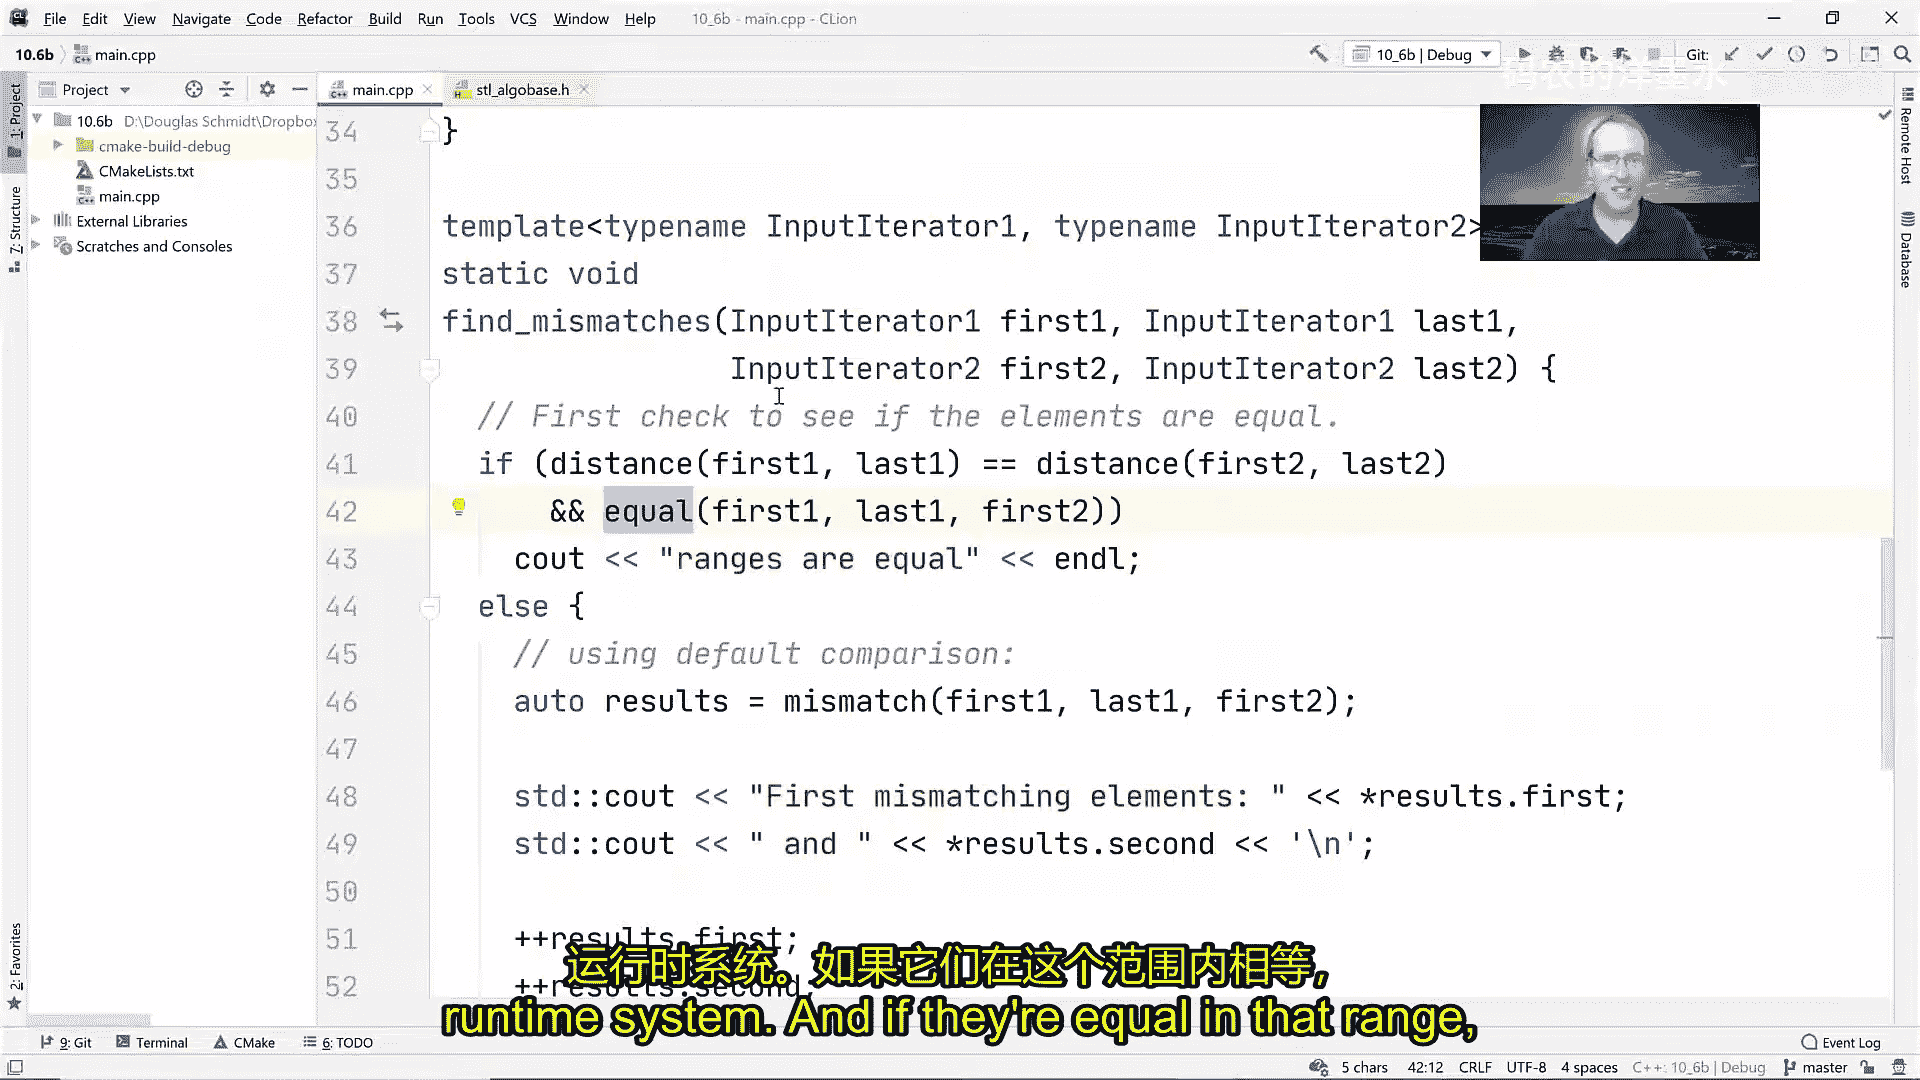 File Edit View Navigate Code Refactor Build Run Tools VCS Window Help 10_6b - main.cpp - CLion
10.6b main.cpp 10_6b | Debug Git:
码农的洋墨水
Project main.cpp stl_algobase.h
1: Project
7: Structure
2: Favorites
Remote Host
Database
10.6b D:\Douglas Schmidt\Dropbox
cmake-build-debug
CMakeLists.txt
main.cpp
External Libraries
Scratches and Consoles
34 }
35
36 template<typename InputIterator1, typename InputIterator2>
37 static void
38 find_mismatches(InputIterator1 first1, InputIterator1 last1,
39 InputIterator2 first2, InputIterator2 last2) {
40 // First check to see if the elements are equal.
41 if (distance(first1, last1) == distance(first2, last2)
42 && equal(first1, last1, first2))
43 cout << "ranges are equal" << endl;
44 else {
45 // using default comparison:
46 auto results = mismatch(first1, last1, first2);
47
48 std::cout << "First mismatching elements: " << *results.first;
49 std::cout << " and " << *results.second << '\n';
50
51 ++results.first;
52 ++results.second;
运行时系统。如果它们在这个范围内相等，
runtime system. And if they're equal in that range,
9: Git Terminal CMake 6: TODO Event Log
5 chars 42:12 CRLF UTF-8 4 spaces C++: 10_6b | Debug master